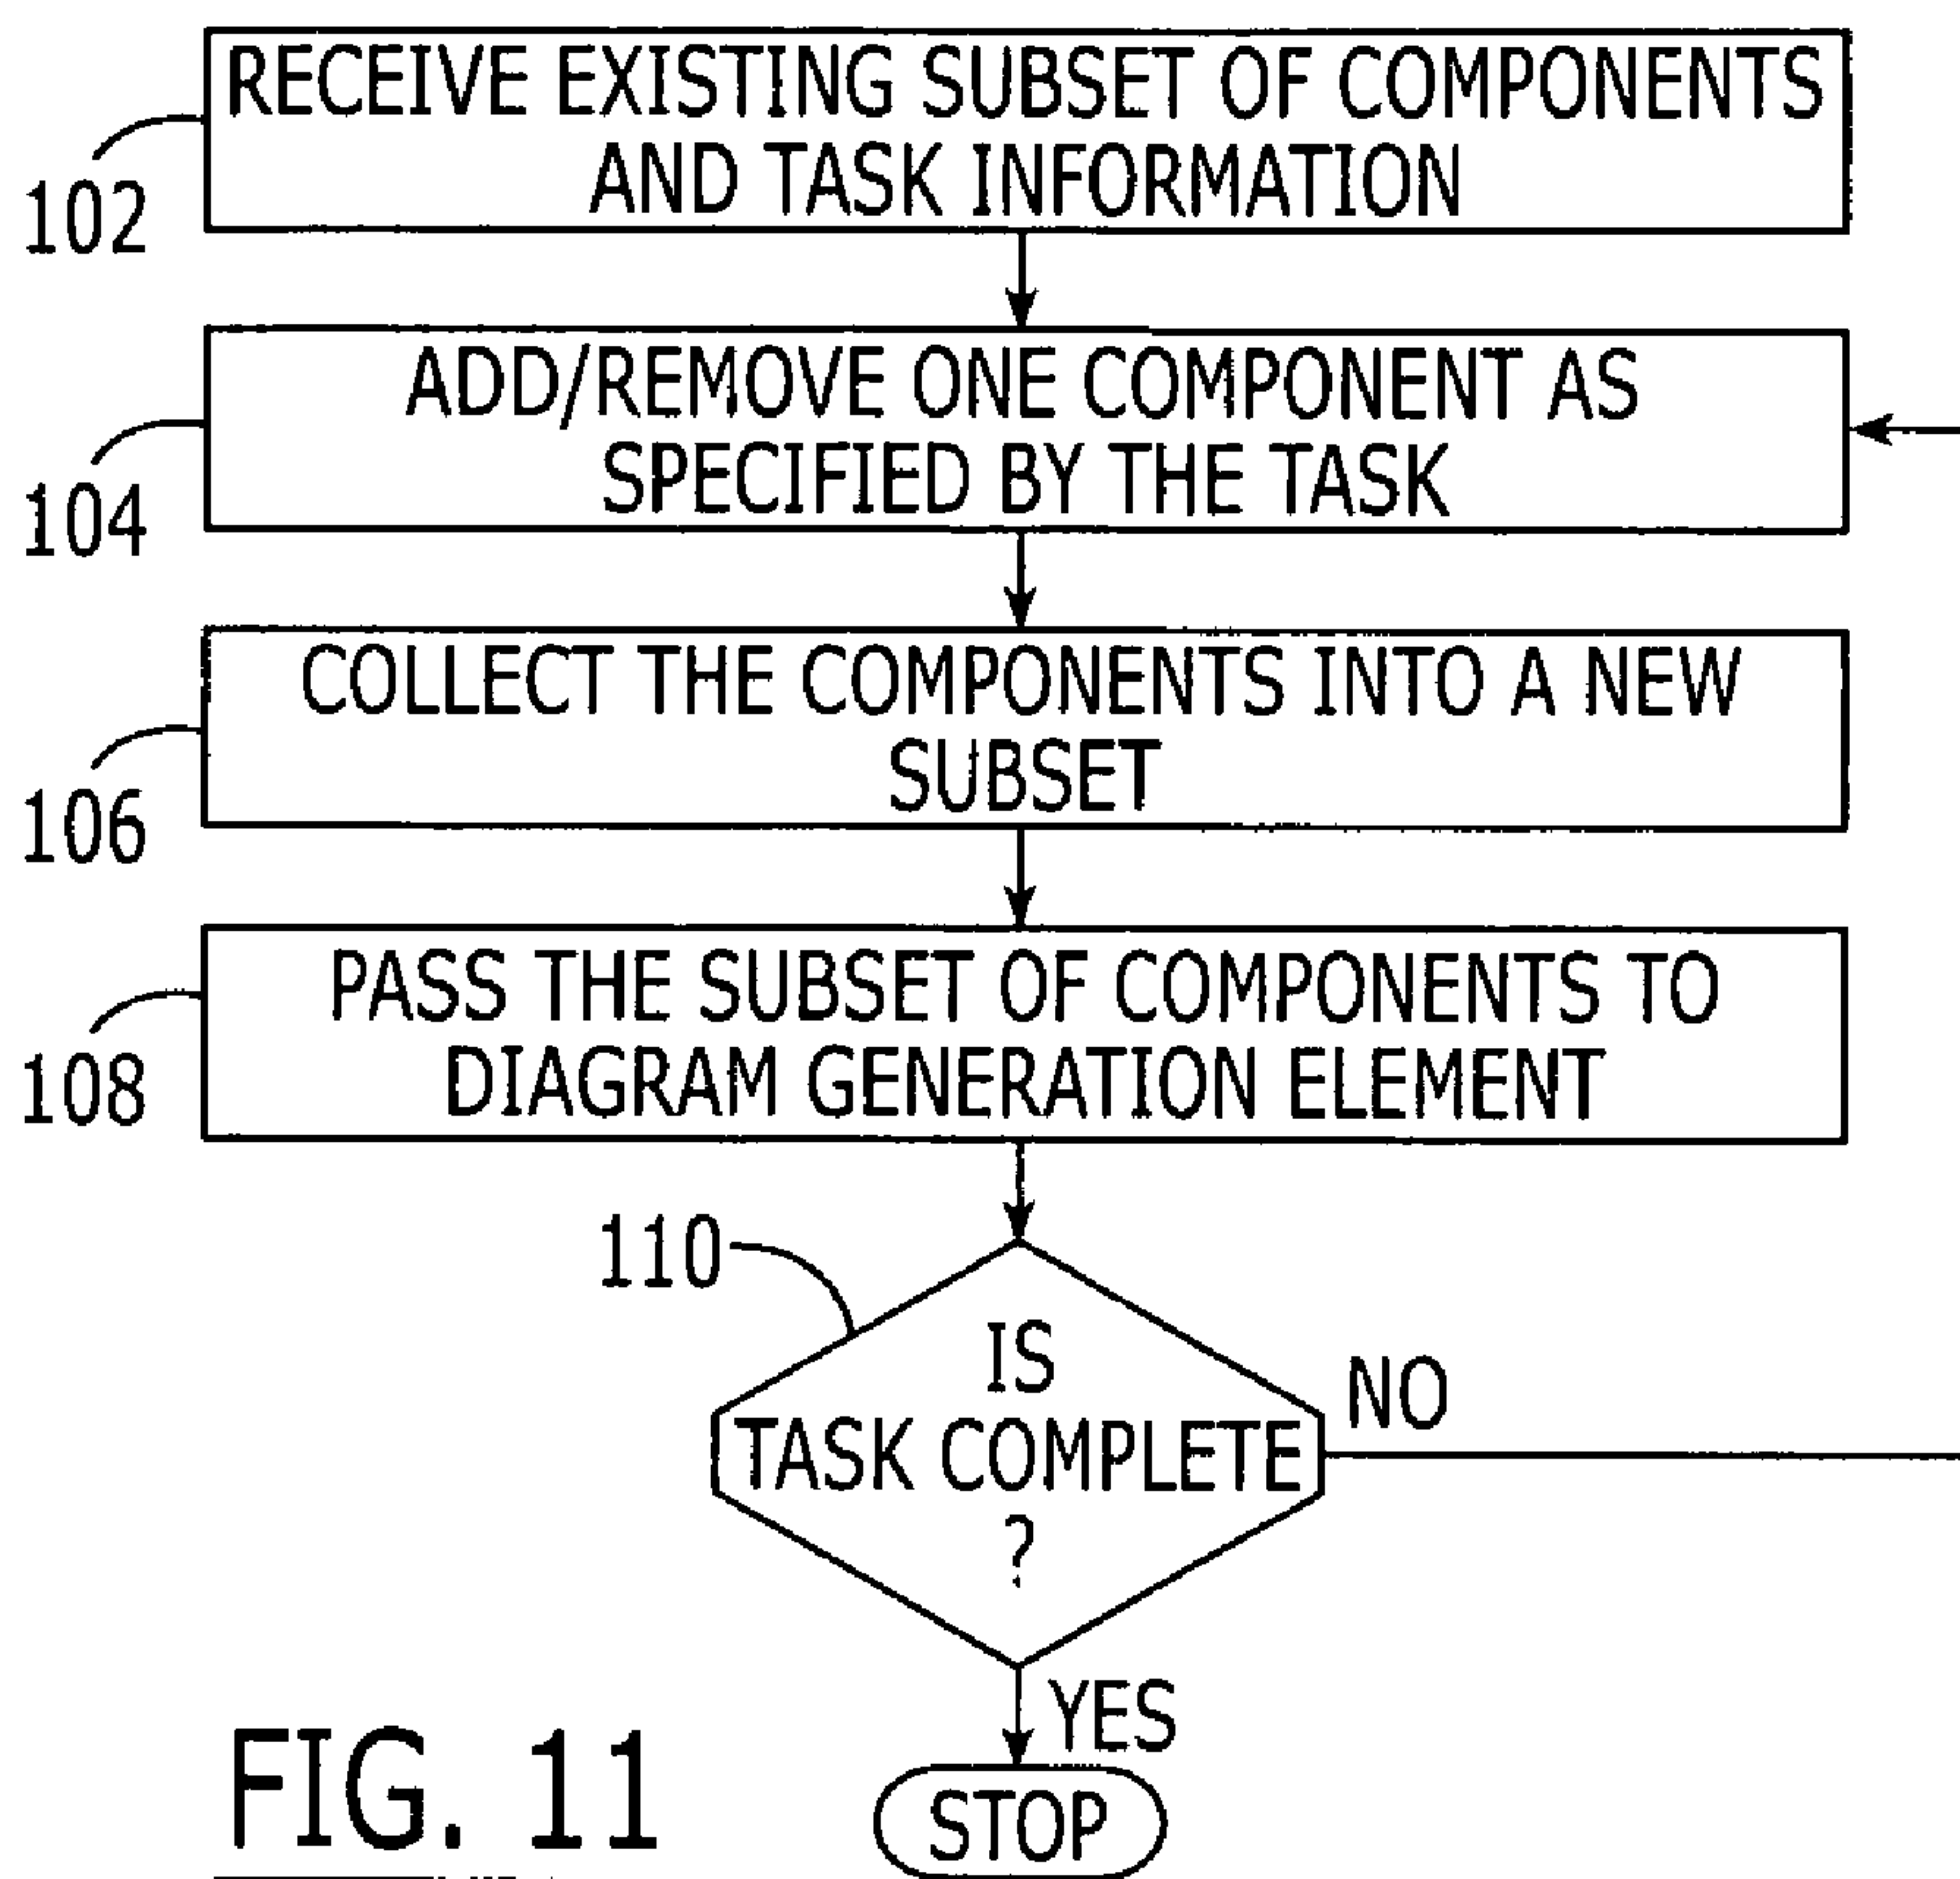 RECEIVE EXISTING SUBSET OF COMPONENTS
AND TASK INFORMATION
102
ADD/REMOVE ONE COMPONENT AS
SPECIFIED BY THE TASK
104
COLLECT THE COMPONENTS INTO A NEW
SUBSET
106
PASS THE SUBSET OF COMPONENTS TO
DIAGRAM GENERATION ELEMENT
108
110
IS
TASK COMPLETE
?
NO
YES
STOP
FIG. 11